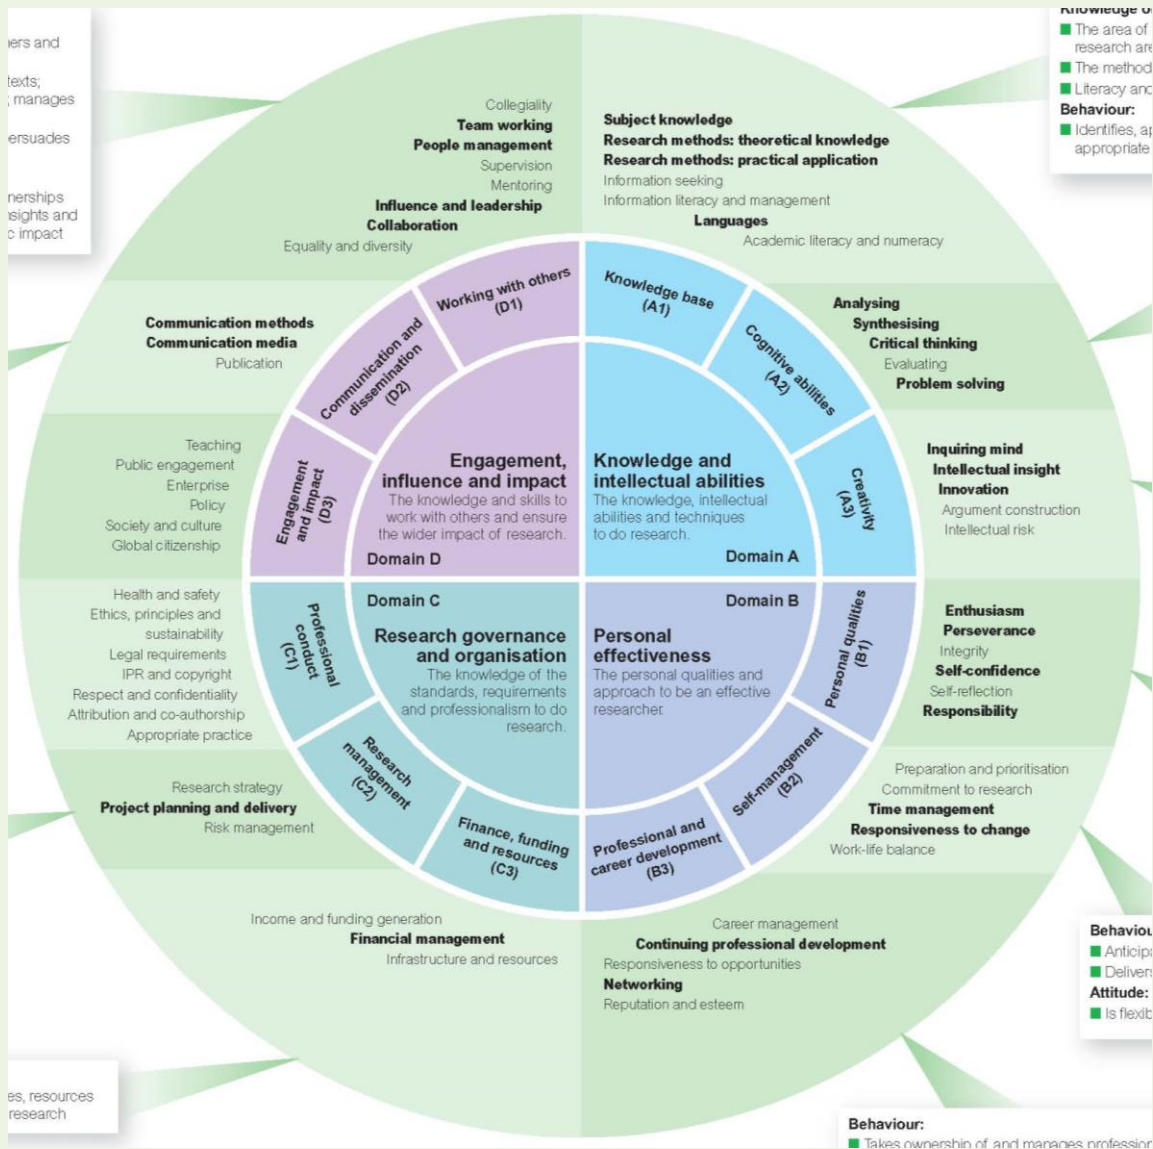 ners and
texts;
; manages
ersuades
nerships
nsights and
c impact
Knowledge o
The area of
research are
The method
Literacy and
Behaviour:
Identifies, ap
appropriate
Collegiality
Team working
People management
Supervision
Mentoring
Influence and leadership
Collaboration
Equality and diversity
Subject knowledge
Research methods: theoretical knowledge
Research methods: practical application
Information seeking
Information literacy and management
Languages
Academic literacy and numeracy
Communication methods
Communication media
Publication
Analysing
Synthesising
Critical thinking
Evaluating
Problem solving
Teaching
Public engagement
Enterprise
Policy
Society and culture
Global citizenship
Inquiring mind
Intellectual insight
Innovation
Argument construction
Intellectual risk
Working with others
(D1)
Knowledge base
(A1)
Communication and
dissemination
(D2)
Cognitive abilities
(A2)
Engagement
and impact
(D3)
Creativity
(A3)
Engagement,
influence and impact
The knowledge and skills to
work with others and ensure
the wider impact of research.
Domain D
Knowledge and
intellectual abilities
The knowledge, intellectual
abilities and techniques
to do research.
Domain A
Domain C
Research governance
and organisation
The knowledge of the
standards, requirements
and professionalism to do
research.
Domain B
Personal
effectiveness
The personal qualities and
approach to be an effective
researcher.
Professional
conduct
(C1)
Personal qualities
(B1)
Research
management
(C2)
Self-management
(B2)
Finance, funding
and resources
(C3)
Professional and
career development
(B3)
Health and safety
Ethics, principles and
sustainability
Legal requirements
IPR and copyright
Respect and confidentiality
Attribution and co-authorship
Appropriate practice
Enthusiasm
Perseverance
Integrity
Self-confidence
Self-reflection
Responsibility
Research strategy
Project planning and delivery
Risk management
Preparation and prioritisation
Commitment to research
Time management
Responsiveness to change
Work-life balance
Income and funding generation
Financial management
Infrastructure and resources
Career management
Continuing professional development
Responsiveness to opportunities
Networking
Reputation and esteem
Behaviou
Anticipa
Delivers
Attitude:
Is flexib
es, resources
research
Behaviour:
Takes ownership of and manages profession